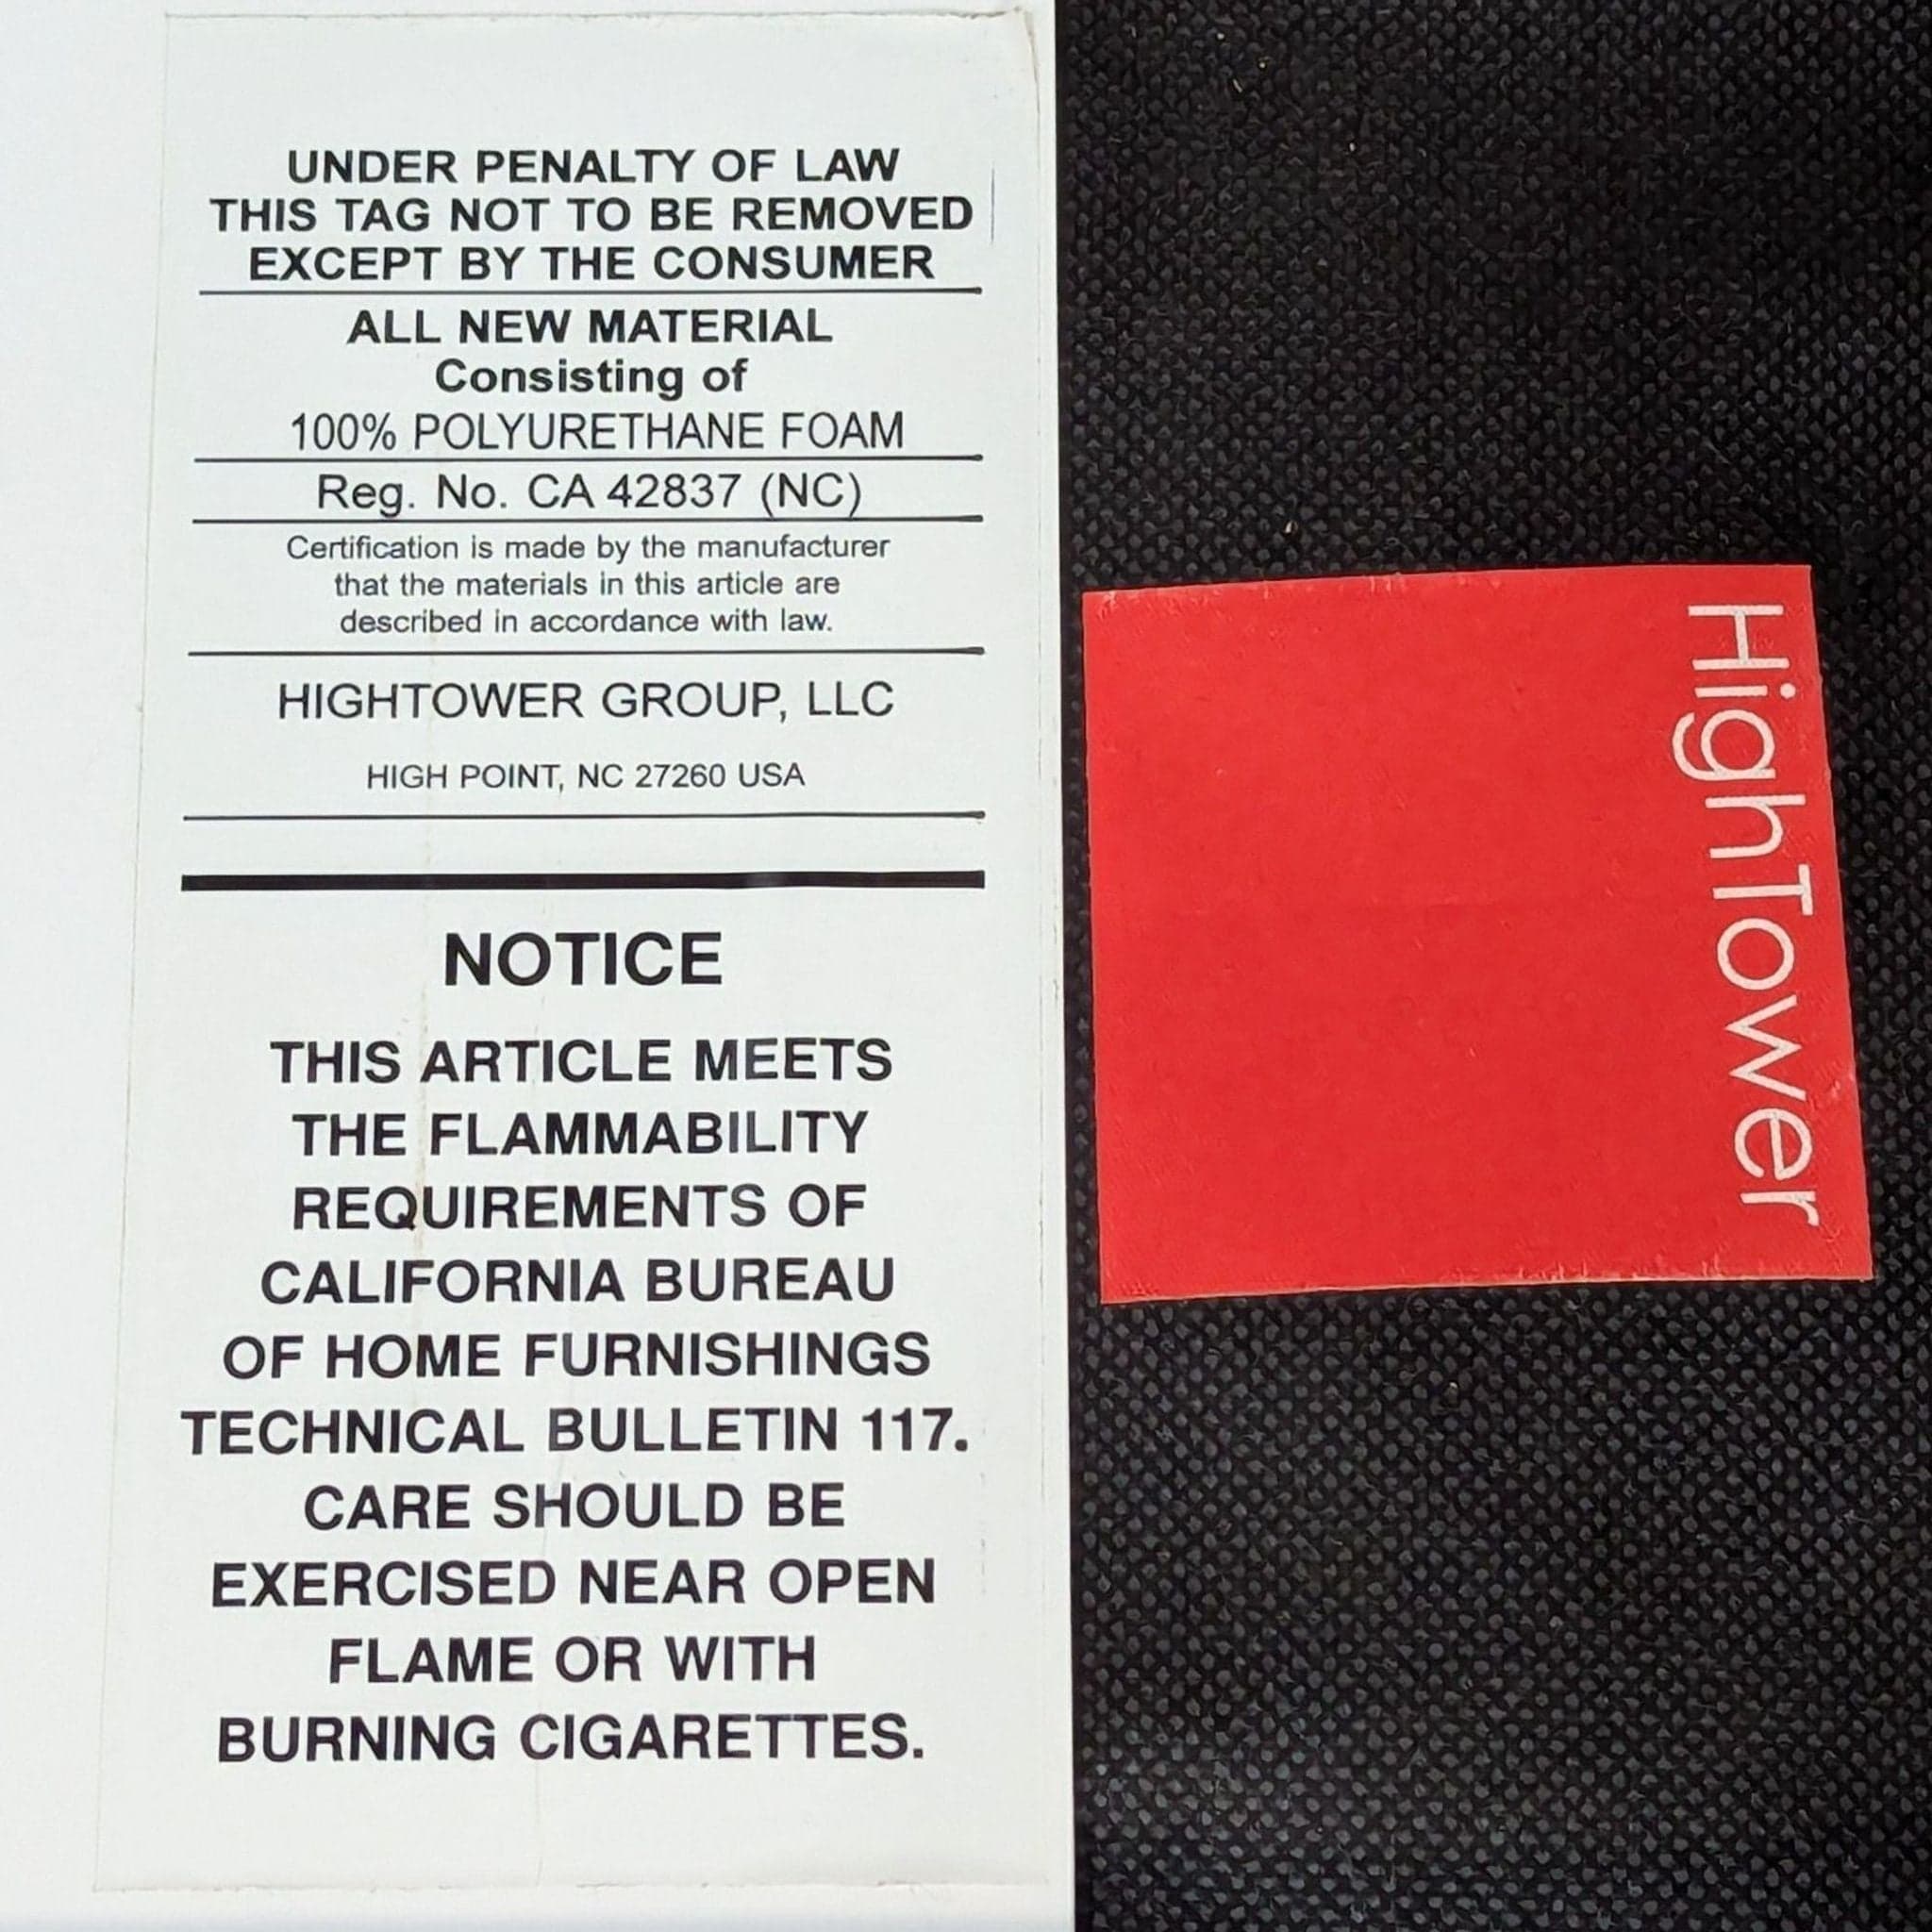 UNDER PENALTY OF LAW
THIS TAG NOT TO BE REMOVED
EXCEPT BY THE CONSUMER
ALL NEW MATERIAL
Consisting of
100% POLYURETHANE FOAM
Reg. No. CA 42837 (NC)
Certification is made by the manufacturer
that the materials in this article are
described in accordance with law.
HIGHTOWER GROUP, LLC
HIGH POINT, NC 27260 USA
NOTICE
THIS ARTICLE MEETS
THE FLAMMABILITY
REQUIREMENTS OF
CALIFORNIA BUREAU
OF HOME FURNISHINGS
TECHNICAL BULLETIN 117.
CARE SHOULD BE
EXERCISED NEAR OPEN
FLAME OR WITH
BURNING CIGARETTES.
HighTower